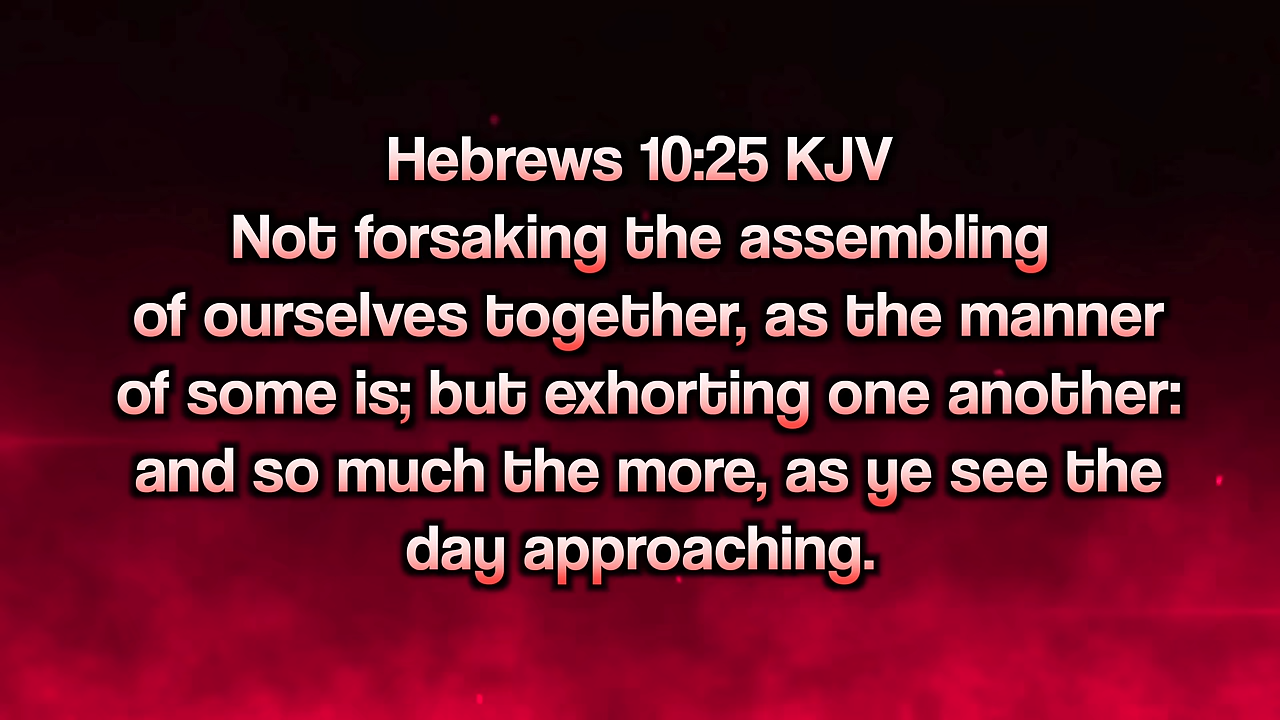 Hebrews 10:25 KJV
Not forsaking the assembling
of ourselves together, as the manner
of some is; but exhorting one another:
and so much the more, as ye see the
day approaching.